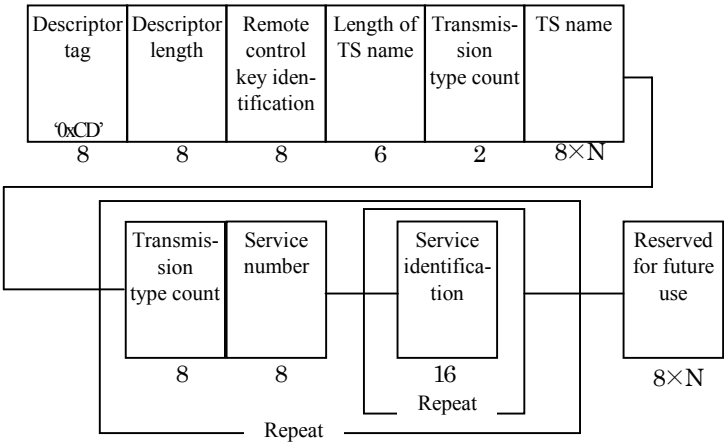 Descriptor
tag
‘0xCD’
Descriptor
length
Remote
control
key iden-
tification
Length of
TS name
Transmis-
sion
type count
TS name
8
8
8
6
2
8×N
Transmis-
sion
type count
Service
number
Service
identifica-
tion
Reserved
for future
use
8
8
16
8×N
Repeat
Repeat